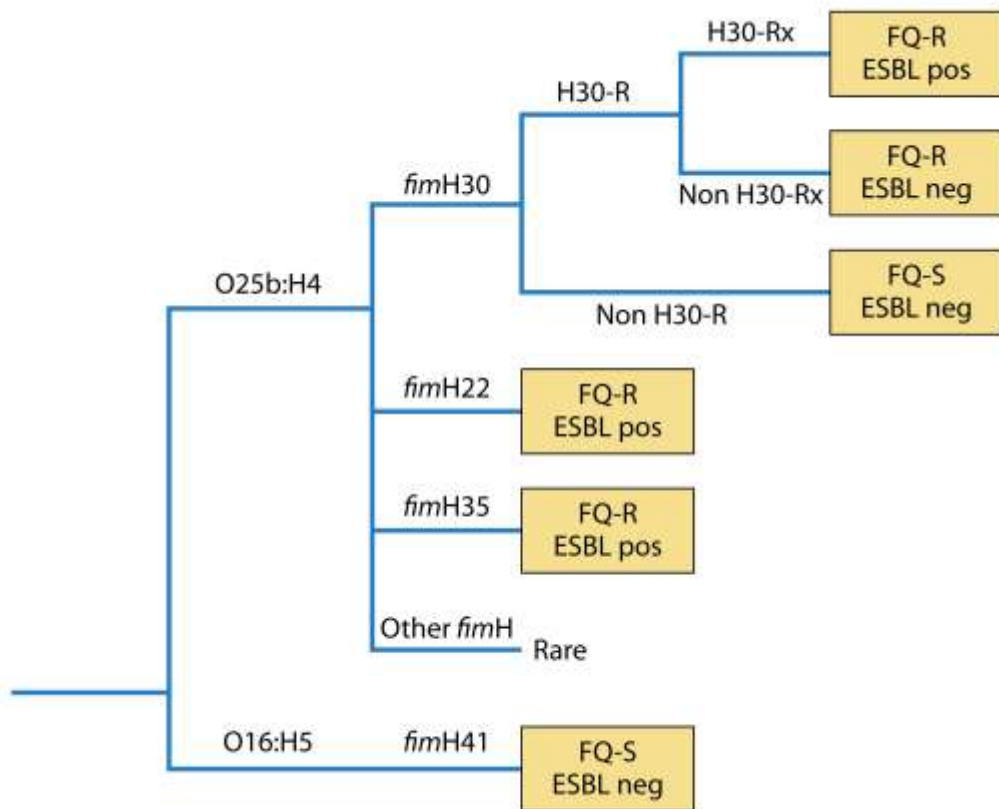 H30-Rx
FQ-R
ESBL pos
H30-R
FQ-R
ESBL neg
Non H30-Rx
fimH30
O25b:H4
FQ-S
ESBL neg
Non H30-R
fimH22
FQ-R
ESBL pos
fimH35
FQ-R
ESBL pos
Other fimH
Rare
O16:H5
fimH41
FQ-S
ESBL neg